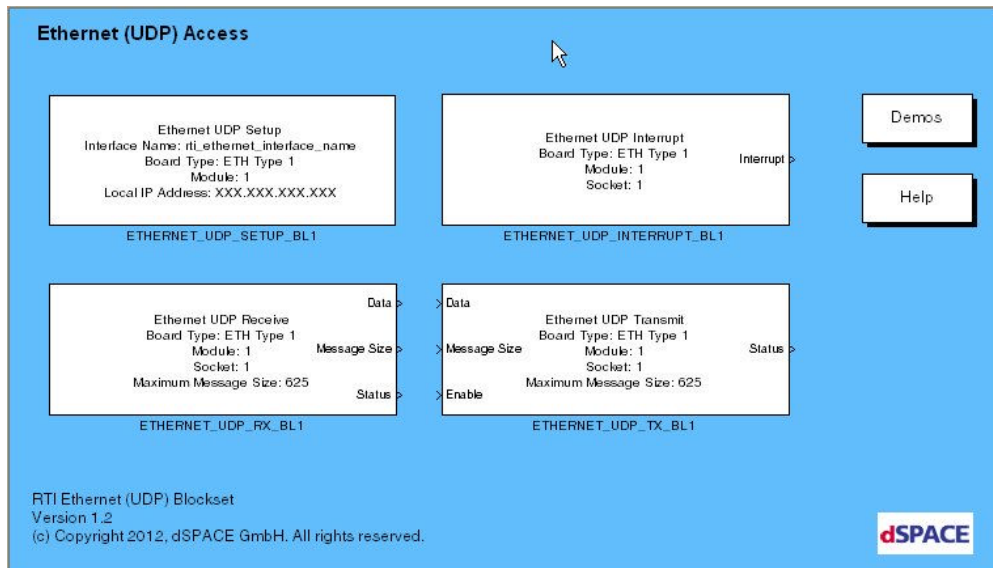 Ethernet (UDP) Access
Ethernet UDP Setup
Interface Name: rti_ethernet_interface_name
Board Type: ETH Type 1
Module: 1
Local IP Address: XXX.XXX.XXX.XXX
ETHERNET_UDP_SETUP_BL1
Ethernet UDP Interrupt
Board Type: ETH Type 1
Module: 1
Socket: 1
Interrupt
ETHERNET_UDP_INTERRUPT_BL1
Demos
Help
Ethernet UDP Receive
Board Type: ETH Type 1
Module: 1
Socket: 1
Maximum Message Size: 625
Data
Message Size
Status
ETHERNET_UDP_RX_BL1
Data
Message Size
Enable
Ethernet UDP Transmit
Board Type: ETH Type 1
Module: 1
Socket: 1
Maximum Message Size: 625
Status
ETHERNET_UDP_TX_BL1
RTI Ethernet (UDP) Blockset
Version 1.2
(c) Copyright 2012, dSPACE GmbH. All rights reserved.
dSPACE